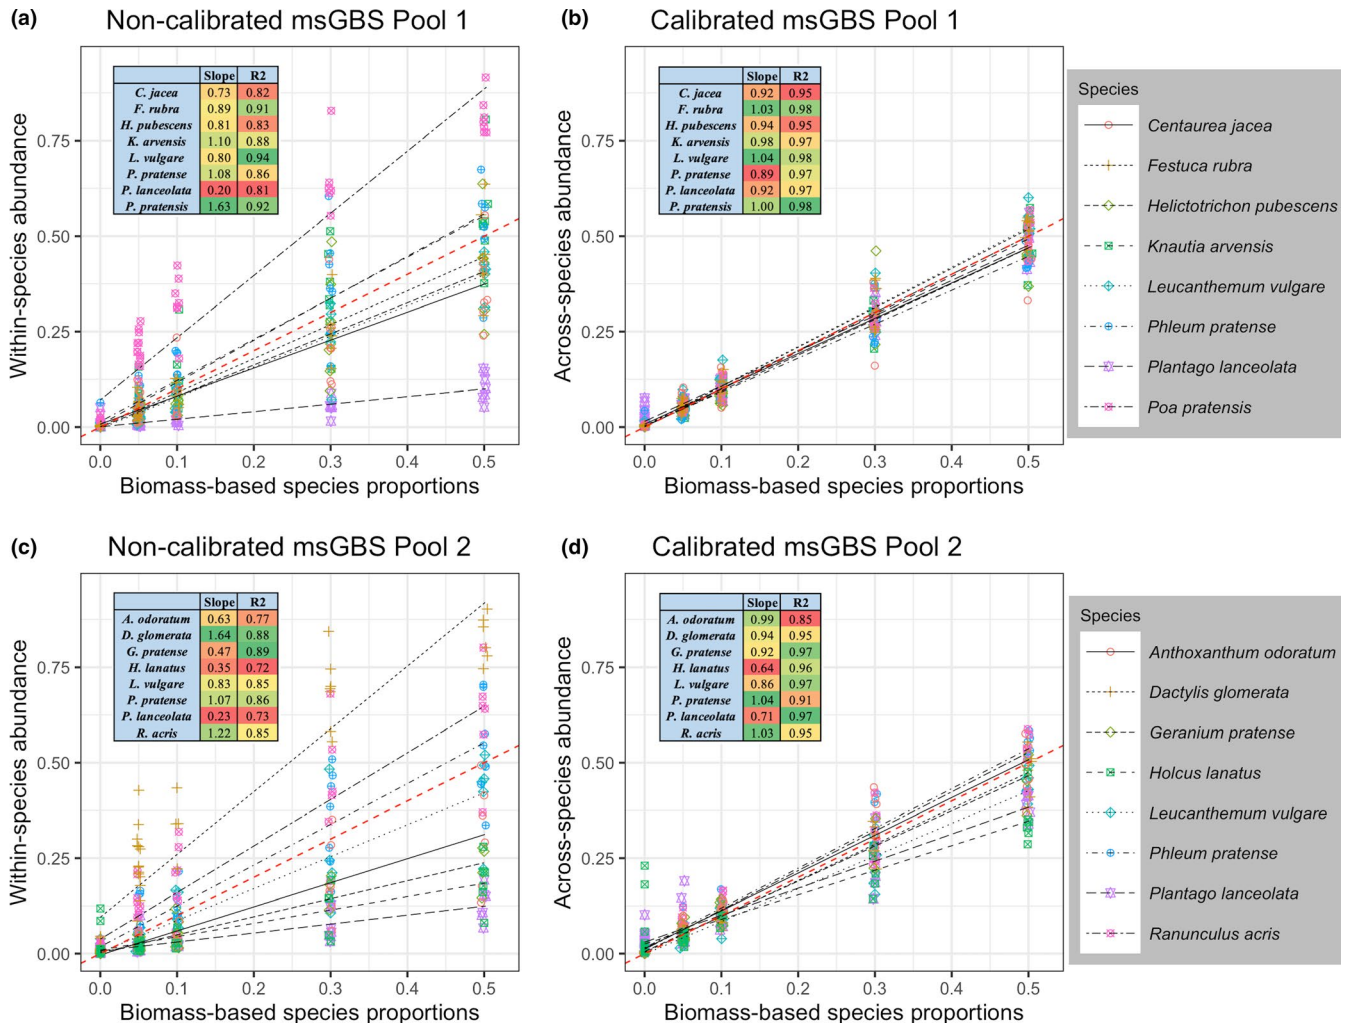 (a) Non-calibrated msGBS Pool 1
Within-species abundance
0.75
0.50
0.25
0.00
Slope R2
C. jacea 0.73 0.82
F. rubra 0.89 0.91
H. pubescens 0.81 0.83
K. arvensis 1.10 0.88
L. vulgare 0.80 0.94
P. pratense 1.08 0.86
P. lanceolata 0.20 0.81
P. pratensis 1.63 0.92
0.0 0.1 0.2 0.3 0.4 0.5
Biomass-based species proportions
(b) Calibrated msGBS Pool 1
Across-species abundance
0.75
0.50
0.25
0.00
Slope R2
C. jacea 0.92 0.95
F. rubra 1.03 0.98
H. pubescens 0.94 0.95
K. arvensis 0.98 0.97
L. vulgare 1.04 0.98
P. pratense 0.89 0.97
P. lanceolata 0.92 0.97
P. pratensis 1.00 0.98
0.0 0.1 0.2 0.3 0.4 0.5
Biomass-based species proportions
Species
Centaurea jacea
Festuca rubra
Helictotrichon pubescens
Knautia arvensis
Leucanthemum vulgare
Phleum pratense
Plantago lanceolata
Poa pratensis
(c) Non-calibrated msGBS Pool 2
Within-species abundance
0.75
0.50
0.25
0.00
Slope R2
A. odoratum 0.63 0.77
D. glomerata 1.64 0.88
G. pratense 0.47 0.89
H. lanatus 0.35 0.72
L. vulgare 0.83 0.85
P. pratense 1.07 0.86
P. lanceolata 0.23 0.73
R. acris 1.22 0.85
0.0 0.1 0.2 0.3 0.4 0.5
Biomass-based species proportions
(d) Calibrated msGBS Pool 2
Across-species abundance
0.75
0.50
0.25
0.00
Slope R2
A. odoratum 0.99 0.85
D. glomerata 0.94 0.95
G. pratense 0.92 0.97
H. lanatus 0.64 0.96
L. vulgare 0.86 0.97
P. pratense 1.04 0.91
P. lanceolata 0.71 0.97
R. acris 1.03 0.95
0.0 0.1 0.2 0.3 0.4 0.5
Biomass-based species proportions
Species
Anthoxanthum odoratum
Dactylis glomerata
Geranium pratense
Holcus lanatus
Leucanthemum vulgare
Phleum pratense
Plantago lanceolata
Ranunculus acris